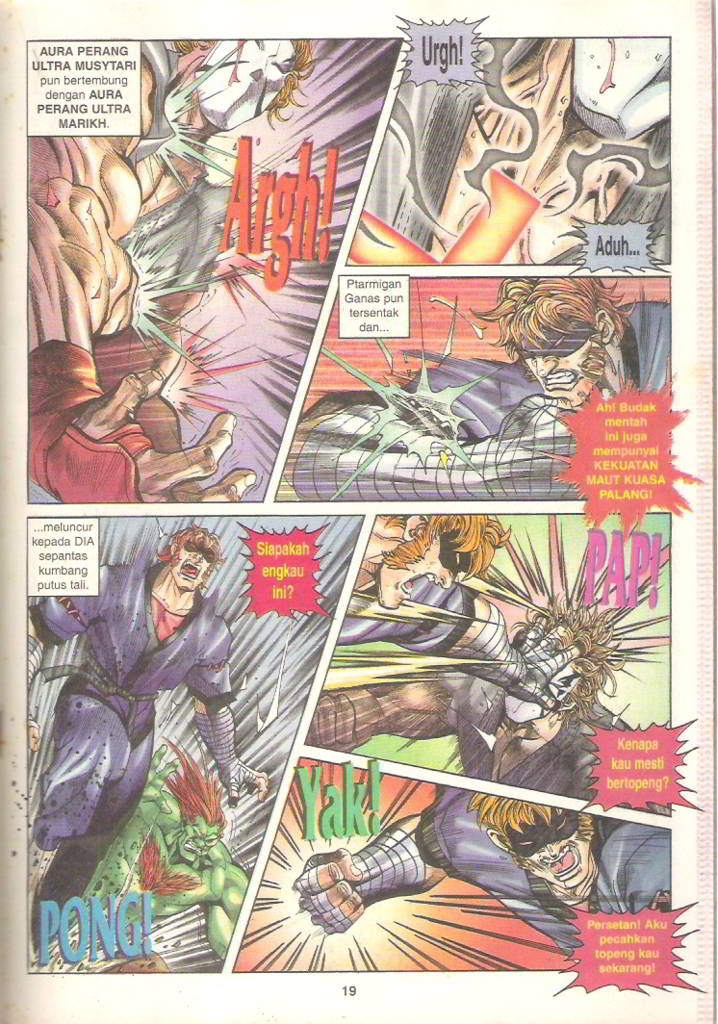 AURA PERANG
ULTRA MUSYTARI
pun bertembung
dengan AURA
PERANG ULTRA
MARIKH.
Argh!
Urgh!
Aduh...
Ptarmigan
Ganas pun
tersentak
dan...
Ah! Budak
mentah
ini juga
mempunyai
KEKUATAN
MAUT KUASA
PALANG!
...meluncur
kepada DIA
sepantas
kumbang
putus tali.
Siapakah
engkau
ini?
PONG!
PAP!
Kenapa
kau mesti
bertopeng?
Yak!
Persetan! Aku
pecahkan
topeng kau
sekarang!
19